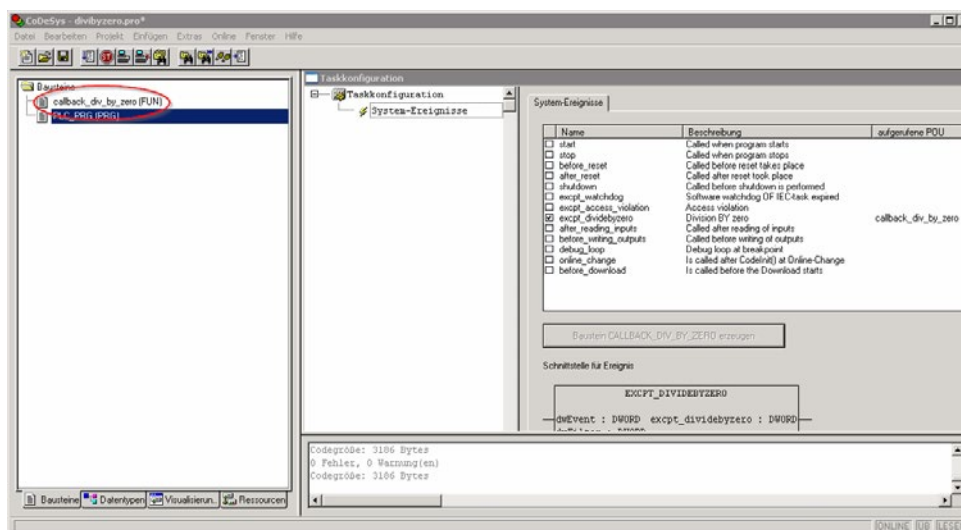 CoDeSys - divibyzero.pro*
Datei Bearbeiten Projekt Einfügen Extras Online Fenster Hilfe
Bausteine
callback_div_by_zero (FUN)
PLC_PRG (PRG)
Bausteine Datentypen Visualisierun... Ressourcen
Taskkonfiguration
Taskkonfiguration
System-Ereignisse
System-Ereignisse
Name Beschreibung aufgerufene POU
start Called when program starts
stop Called when program stops
before_reset Called before reset takes place
after_reset Called after reset took place
shutdown Called before shutdown is performed
excpt_watchdog Software watchdog OF IEC-task expired
excpt_access_violation Access violation
excpt_dividebyzero Division BY zero callback_div_by_zero
after_reading_inputs Called after reading of inputs
before_writing_outputs Called before writing of outputs
debug_loop Debug loop at breakpoint
online_change Is called after CodeInit() at Online-Change
before_download Is called before the Download starts
Baustein CALLBACK_DIV_BY_ZERO erzeugen
Schnittstelle für Ereignis
EXCPT_DIVIDEBYZERO
dwEvent : DWORD excpt_dividebyzero : DWORD
Codegröße: 3106 Bytes
0 Fehler, 0 Warnung(en)
Codegröße: 3106 Bytes
ONLINE ÜB LESE